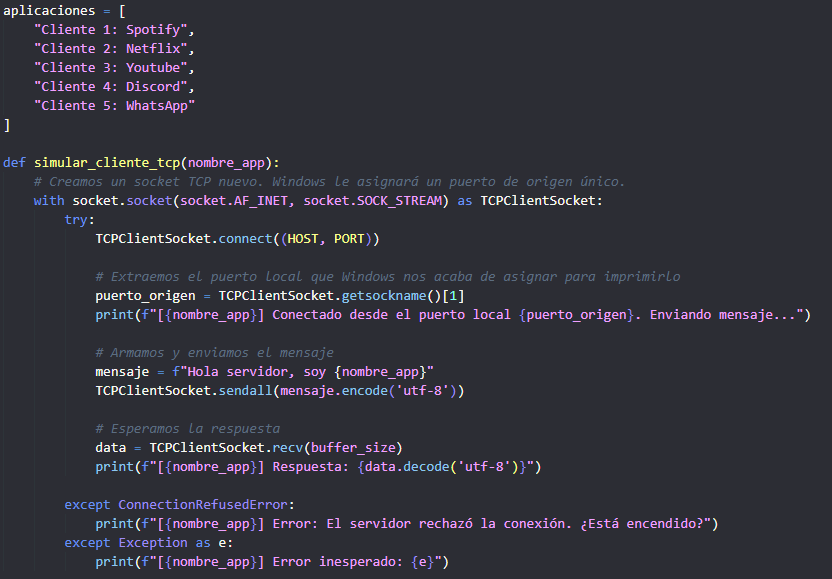 aplicaciones = [
    "Cliente 1: Spotify",
    "Cliente 2: Netflix",
    "Cliente 3: Youtube",
    "Cliente 4: Discord",
    "Cliente 5: WhatsApp"
]
def simular_cliente_tcp(nombre_app):
    # Creamos un socket TCP nuevo. Windows le asignará un puerto de origen único.
    with socket.socket(socket.AF_INET, socket.SOCK_STREAM) as TCPClientSocket:
        try:
            TCPClientSocket.connect((HOST, PORT))
            # Extraemos el puerto local que Windows nos acaba de asignar para imprimirlo
            puerto_origen = TCPClientSocket.getsockname()[1]
            print(f"[{nombre_app}] Conectado desde el puerto local {puerto_origen}. Enviando mensaje...")
            # Armamos y enviamos el mensaje
            mensaje = f"Hola servidor, soy {nombre_app}"
            TCPClientSocket.sendall(mensaje.encode('utf-8'))
            # Esperamos la respuesta
            data = TCPClientSocket.recv(buffer_size)
            print(f"[{nombre_app}] Respuesta: {data.decode('utf-8')}")
        except ConnectionRefusedError:
            print(f"[{nombre_app}] Error: El servidor rechazó la conexión. ¿Está encendido?")
        except Exception as e:
            print(f"[{nombre_app}] Error inesperado: {e}")